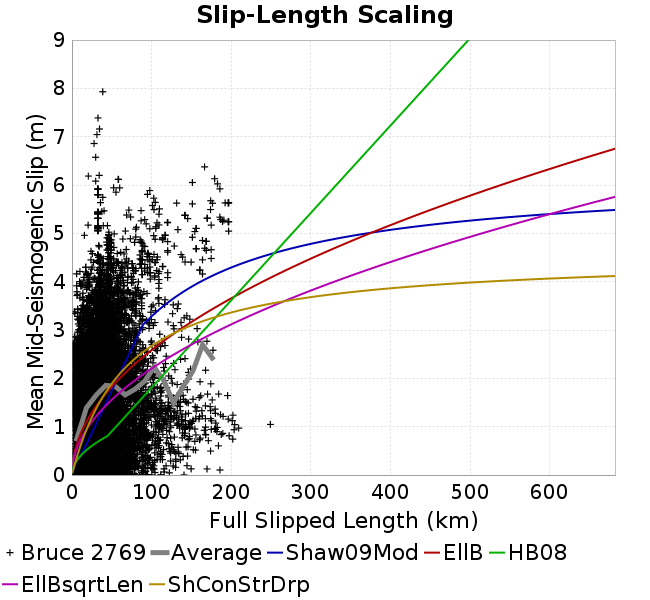 Slip-Length Scaling
Mean Mid-Seismogenic Slip (m)
9
8
7
6
5
4
3
2
1
0
0 100 200 300 400 500 600
Full Slipped Length (km)
Bruce 2769 Average Shaw09Mod EllB HB08
EllBsqrtLen ShConStrDrp